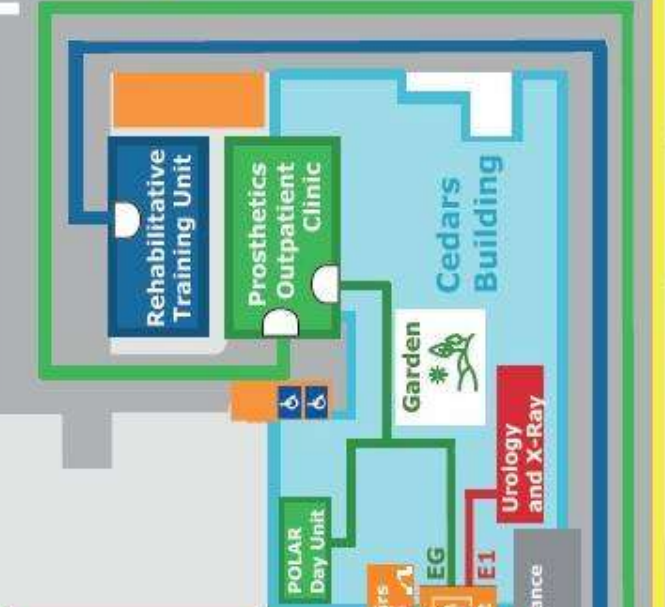 Rehabilitative
Training Unit
Prosthetics
Outpatient
Clinic
Cedars
Building
Garden
Urology
and X-Ray
POLAR
Day Unit
EG
E1